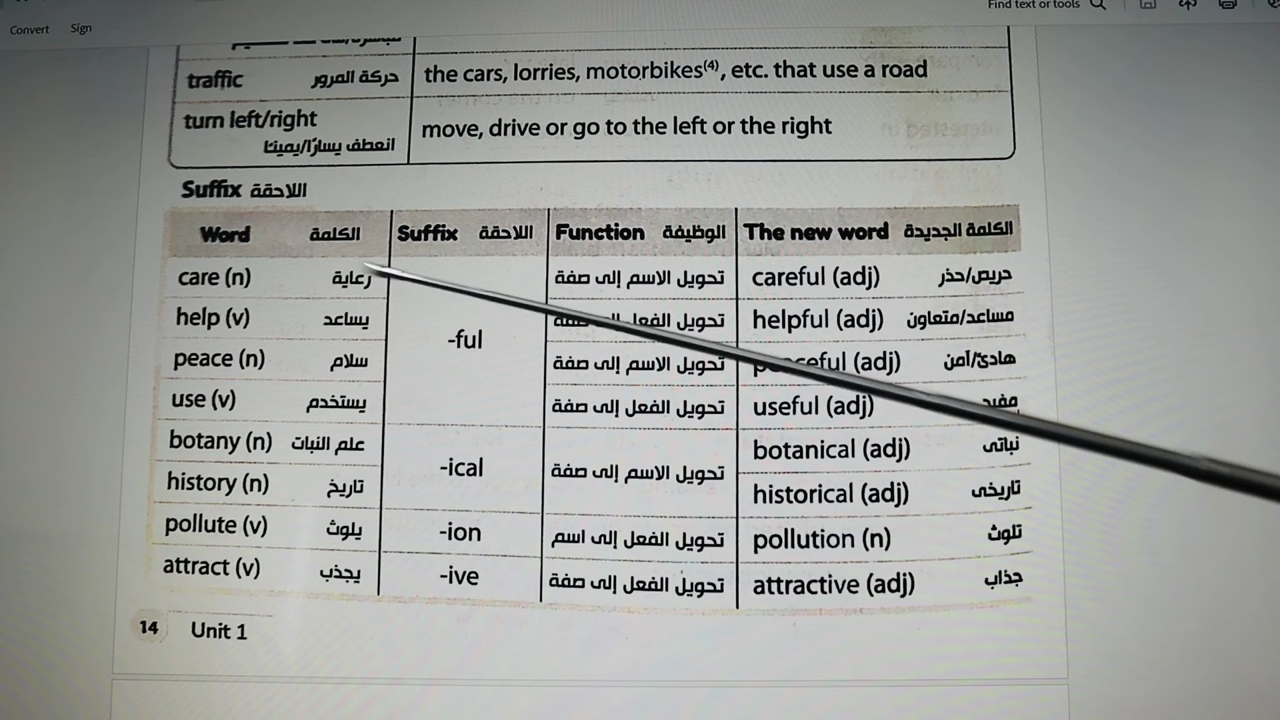 Find text or tools
Convert Sign
traffic حركة المرور the cars, lorries, motorbikes(4), etc. that use a road
turn left/right
انعطف يسارًا/يمينًا move, drive or go to the left or the right
Suffix اللاحقة
Word الكلمة Suffix اللاحقة Function الوظيفة The new word الكلمة الجديدة
care (n) رعاية تحويل الاسم إلى صفة careful (adj) حريص/حذر
help (v) يساعد تحويل الفعل صفة helpful (adj) مساعد/متعاون
-ful
peace (n) سلام تحويل الاسم إلى صفة peaceful (adj) هادئ/آمن
use (v) يستخدم تحويل الفعل إلى صفة useful (adj) مفيد
botany (n) علم النبات botanical (adj) نباتى
-ical تحويل الاسم إلى صفة
history (n) تاريخ historical (adj) تاريخى
pollute (v) يلوث -ion تحويل الفعل إلى اسم pollution (n) تلوث
attract (v) يجذب -ive تحويل الفعل إلى صفة attractive (adj) جذاب
14 Unit 1